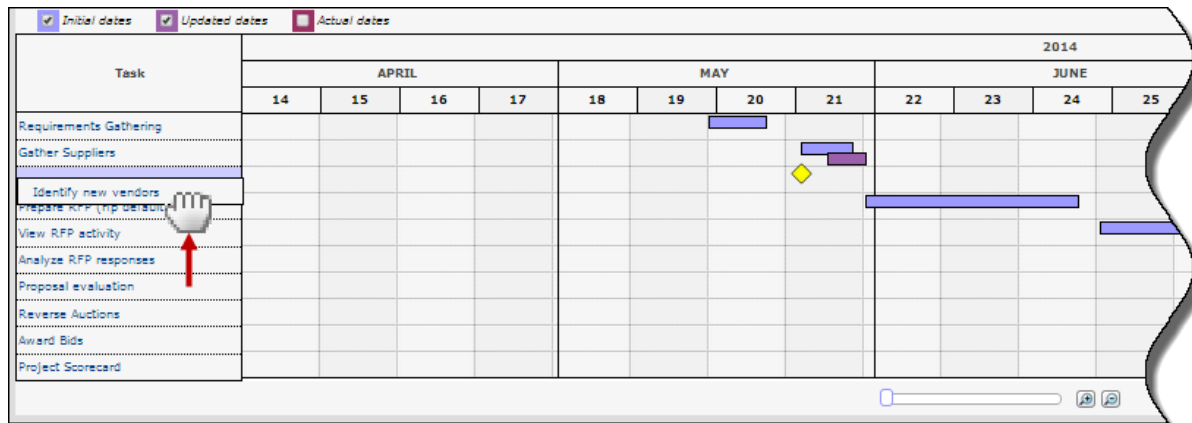 Initial dates Updated dates Actual dates
2014
Task APRIL MAY JUNE
14 15 16 17 18 19 20 21 22 23 24 25
Requirements Gathering
Gather Suppliers
Identify new vendors
Prepare RFP
View RFP activity
Analyze RFP responses
Proposal evaluation
Reverse Auctions
Award Bids
Project Scorecard